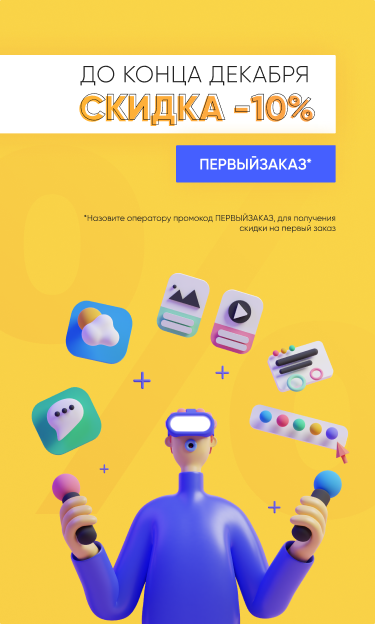 ДО КОНЦА ДЕКАБРЯ
СКИДКА -10%
ПЕРВЫЙЗАКАЗ*
*Назовите оператору промокод ПЕРВЫЙЗАКАЗ, для получения
скидки на первый заказ